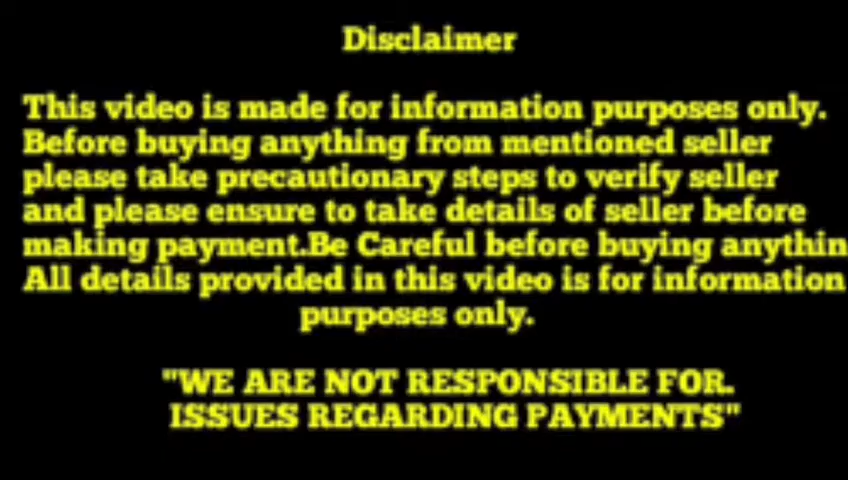 Disclaimer
This video is made for information purposes only.
Before buying anything from mentioned seller
please take precautionary steps to verify seller
and please ensure to take details of seller before
making payment.Be Careful before buying anythin
All details provided in this video is for information
purposes only.
"WE ARE NOT RESPONSIBLE FOR.
ISSUES REGARDING PAYMENTS"